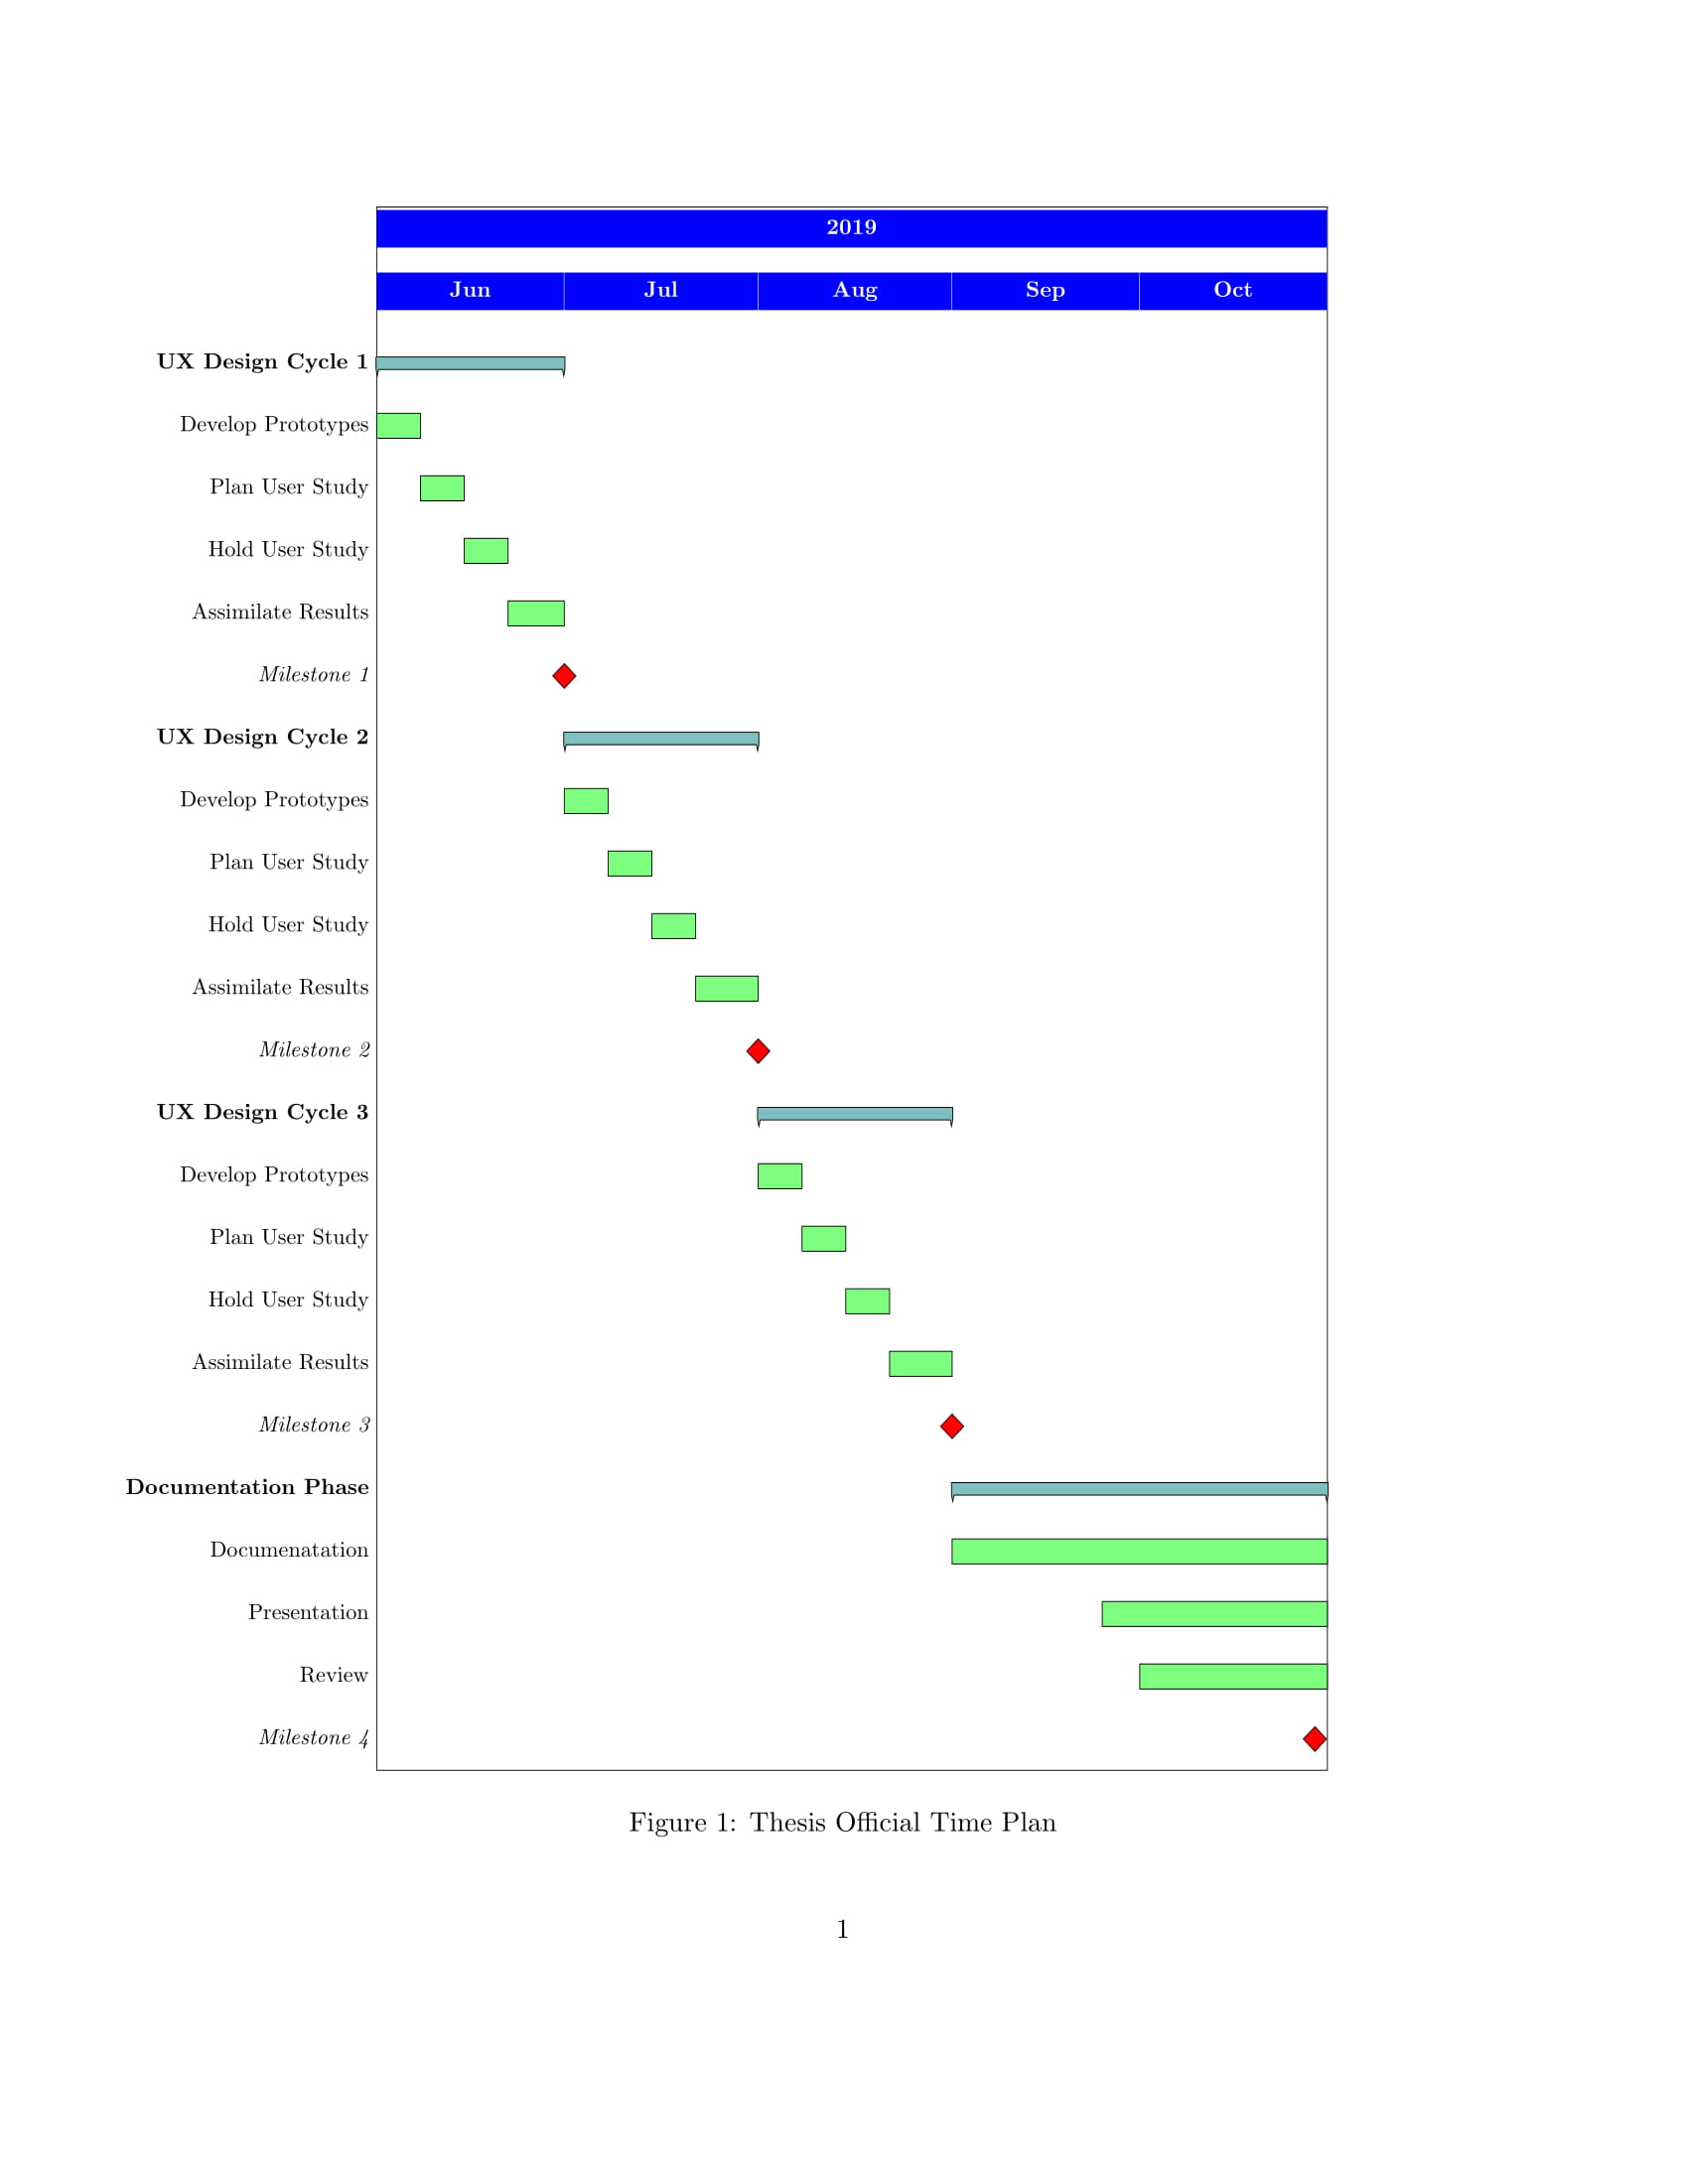 2019
Jun Jul Aug Sep Oct
UX Design Cycle 1
Develop Prototypes
Plan User Study
Hold User Study
Assimilate Results
Milestone 1
UX Design Cycle 2
Develop Prototypes
Plan User Study
Hold User Study
Assimilate Results
Milestone 2
UX Design Cycle 3
Develop Prototypes
Plan User Study
Hold User Study
Assimilate Results
Milestone 3
Documentation Phase
Documenatation
Presentation
Review
Milestone 4
Figure 1: Thesis Official Time Plan
1